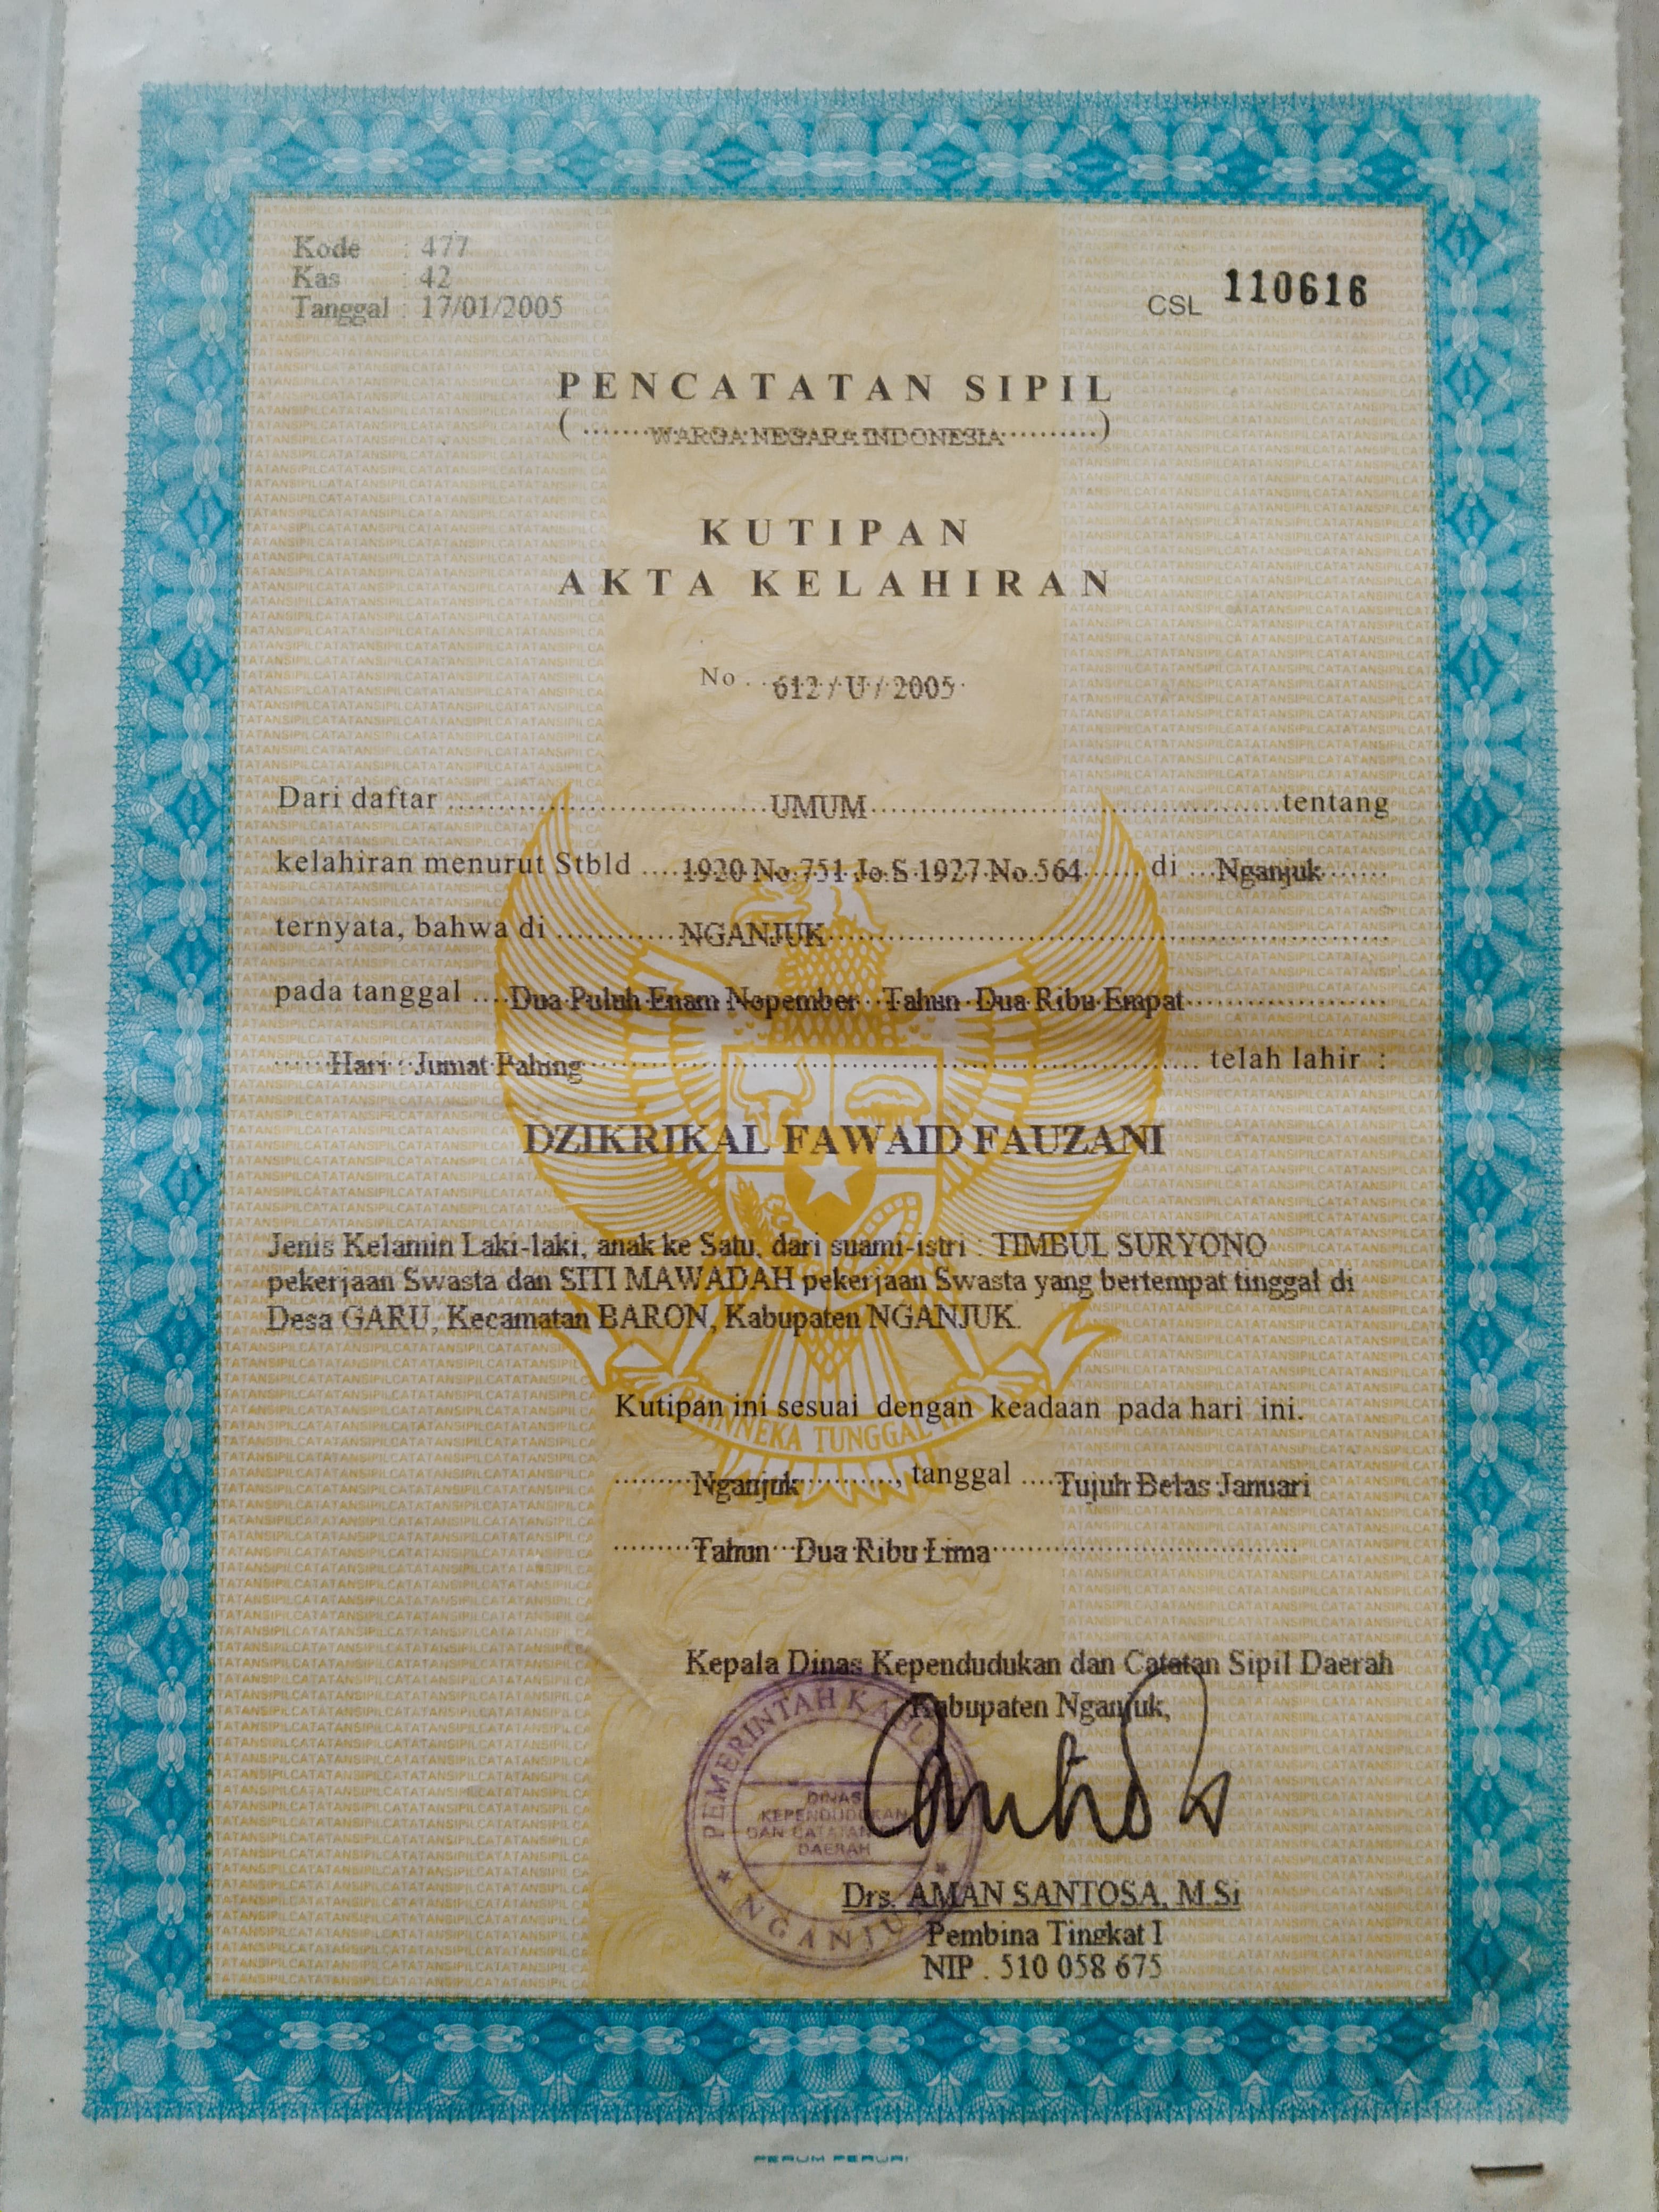 Kode : 477
Kas : 42
Tanggal : 17/01/2005
CSL 110616
PENCATATAN SIPIL
(.......WARGA NEGARA INDONESIA..........)
KUTIPAN
AKTA KELAHIRAN
No. 612 / U / 2005
Dari daftar ........ UMUM ........ tentang
kelahiran menurut Stbld .... 1920 No.751 Jo.S 1927 No.564 ...... di ... Nganjuk ......
ternyata, bahwa di ............ NGANJUK ............
pada tanggal .... Dua Puluh Enam Nopember Tahun Dua Ribu Empat ............
...... Hari : Jumat Pahing ............ telah lahir :
DZIKRIKAL FAWAID FAUZANI
Jenis Kelamin Laki-laki, anak ke Satu, dari suami-istri : TIMBUL SURYONO
pekerjaan Swasta dan SITI MAWADAH pekerjaan Swasta yang bertempat tinggal di
Desa GARU, Kecamatan BARON, Kabupaten NGANJUK.
BHINNEKA TUNGGAL
Kutipan ini sesuai dengan keadaan pada hari ini.
......... Nganjuk ........., tanggal .... Tujuh Belas Januari
......... Tahun Dua Ribu Lima ............
Kepala Dinas Kependudukan dan Catatan Sipil Daerah
Kabupaten Nganjuk,
PEMERINTAH
DINAS
KEPENDUDUKAN
DAN CATATAN
DAERAH
NGANJUK
Drs. AMAN SANTOSA, M.Si
Pembina Tingkat I
NIP . 510 058 675
PERUM PERURI